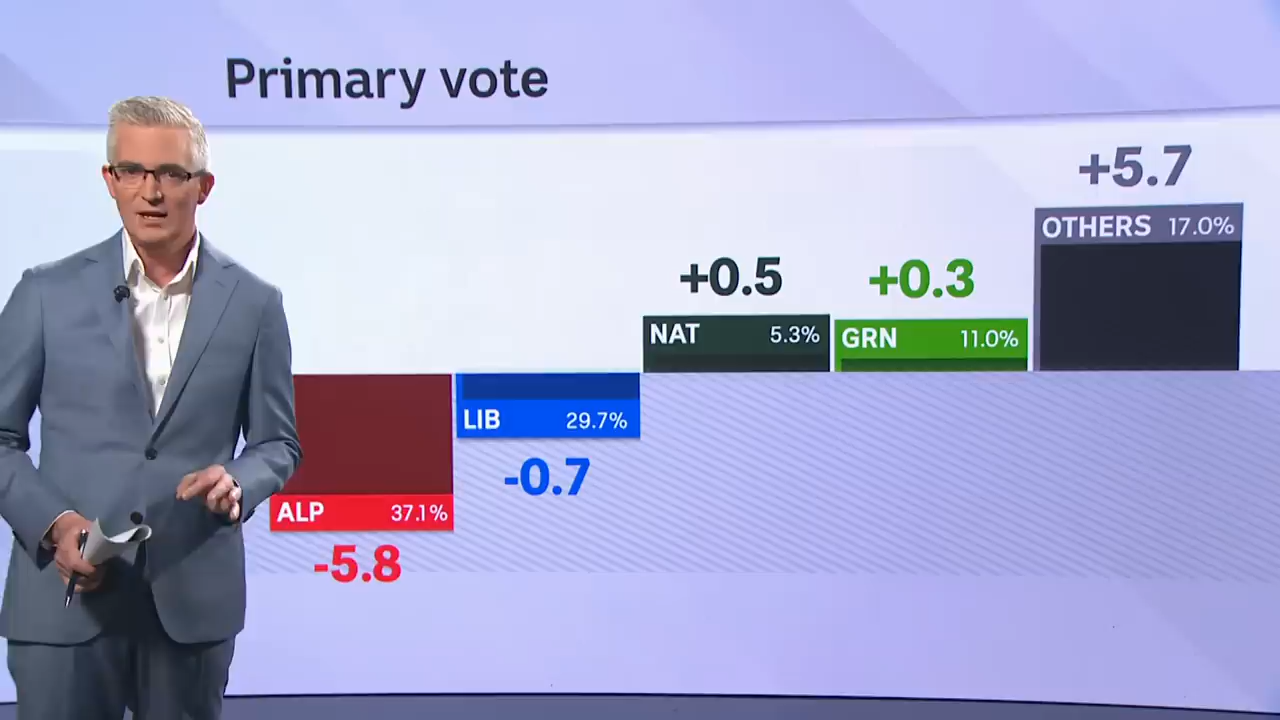 Primary vote
ALP 37.1%
-5.8
LIB 29.7%
-0.7
+0.5
NAT 5.3%
+0.3
GRN 11.0%
+5.7
OTHERS 17.0%